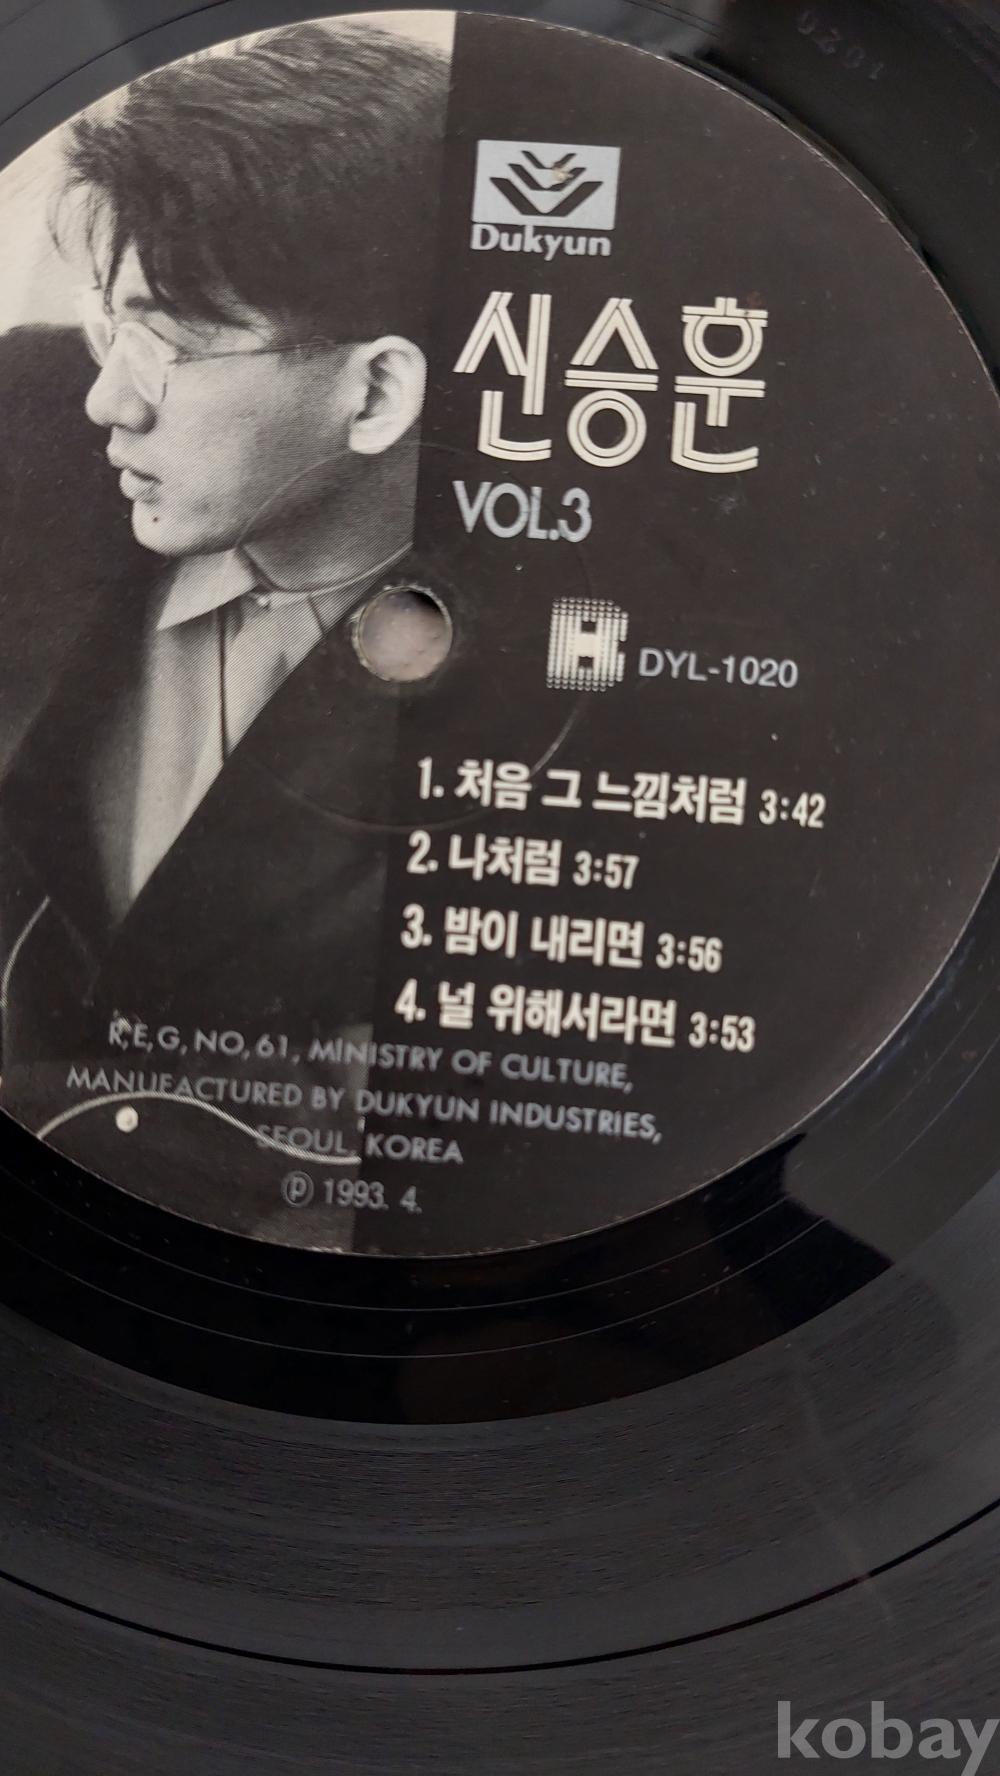 1020
Dukyun
신승훈
VOL.3
B DYL-1020
1. 처음 그 느낌처럼 3:42
2. 나처럼 3:57
3. 밤이 내리면 3:56
4. 널 위해서라면 3:53
R,E,G, NO, 61, MINISTRY OF CULTURE,
MANUFACTURED BY DUKYUN INDUSTRIES,
SEOUL, KOREA
ⓟ 1993. 4.
kobay